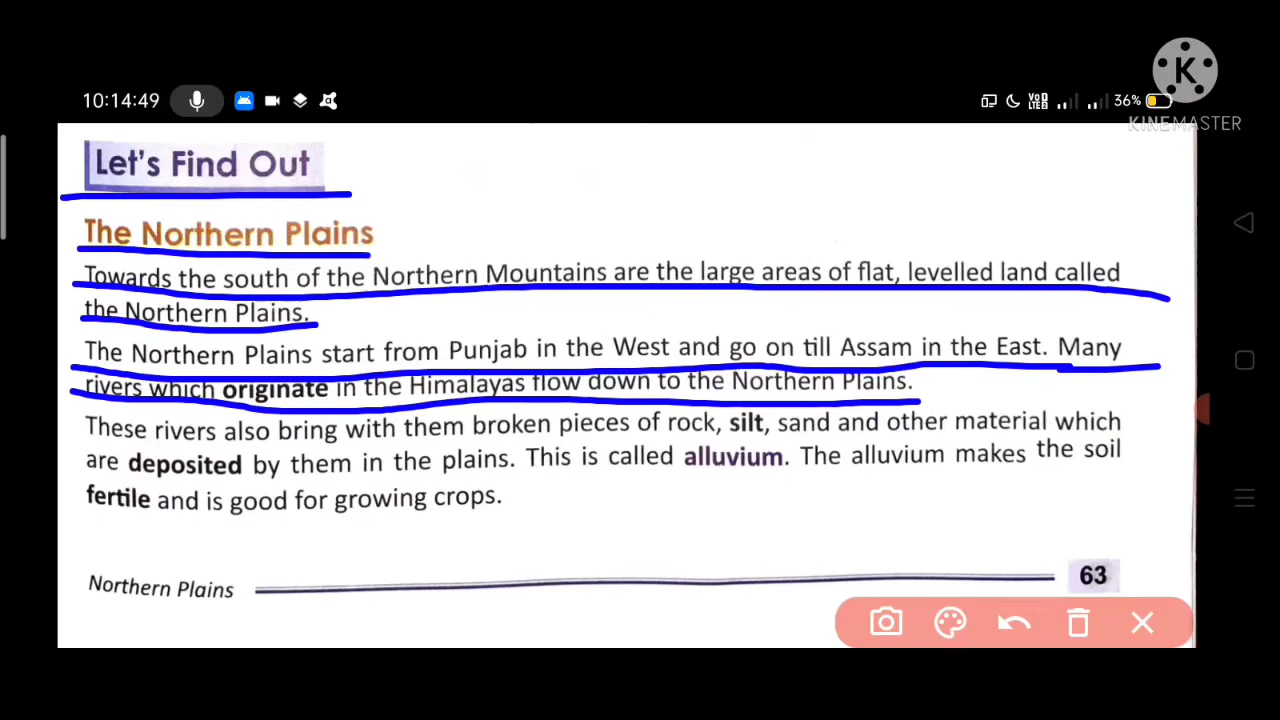 10:14:49
VoD LTE2 36%
K
KINEMASTER
Let's Find Out
The Northern Plains
Towards the south of the Northern Mountains are the large areas of flat, levelled land called
the Northern Plains.
The Northern Plains start from Punjab in the West and go on till Assam in the East. Many
rivers which originate in the Himalayas flow down to the Northern Plains.
These rivers also bring with them broken pieces of rock, silt, sand and other material which
are deposited by them in the plains. This is called alluvium. The alluvium makes the soil
fertile and is good for growing crops.
Northern Plains 63